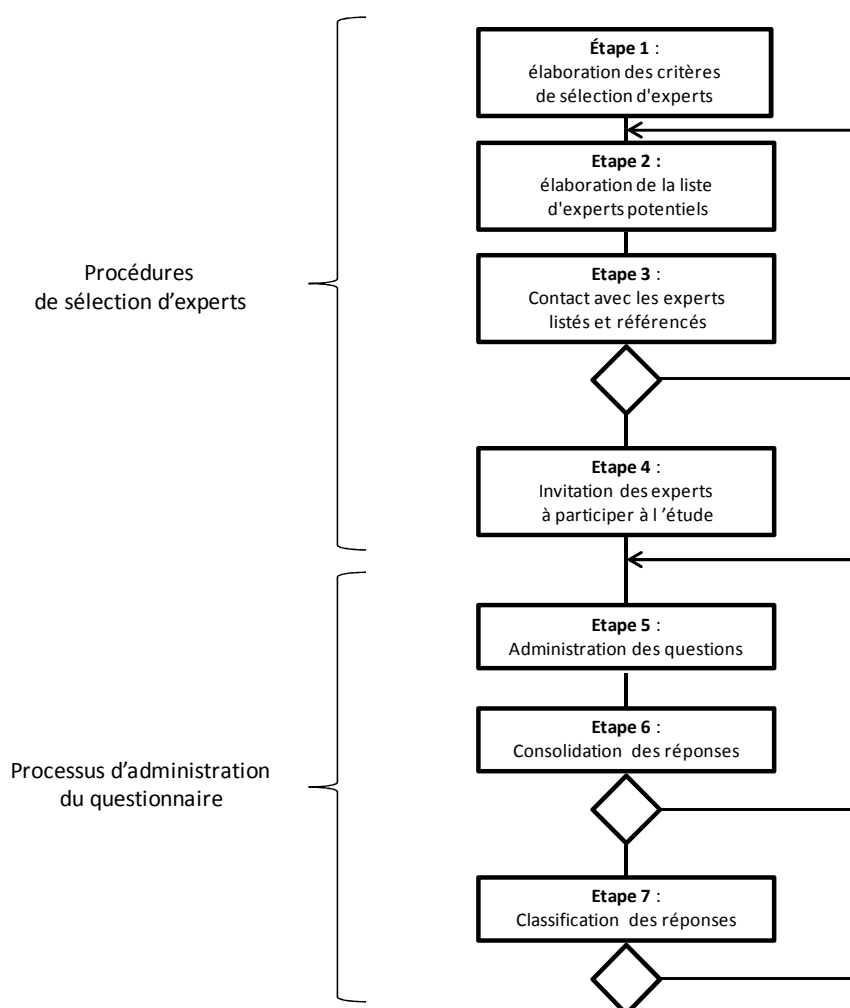 Étape 1 :
élaboration des critères
de sélection d'experts
Etape 2 :
élaboration de la liste
d'experts potentiels
Etape 3 :
Contact avec les experts
listés et référencés
Procédures
de sélection d’experts
Etape 4 :
Invitation des experts
à participer à l ’étude
Etape 5 :
Administration des questions
Etape 6 :
Consolidation des réponses
Processus d’administration
du questionnaire
Etape 7 :
Classification des réponses